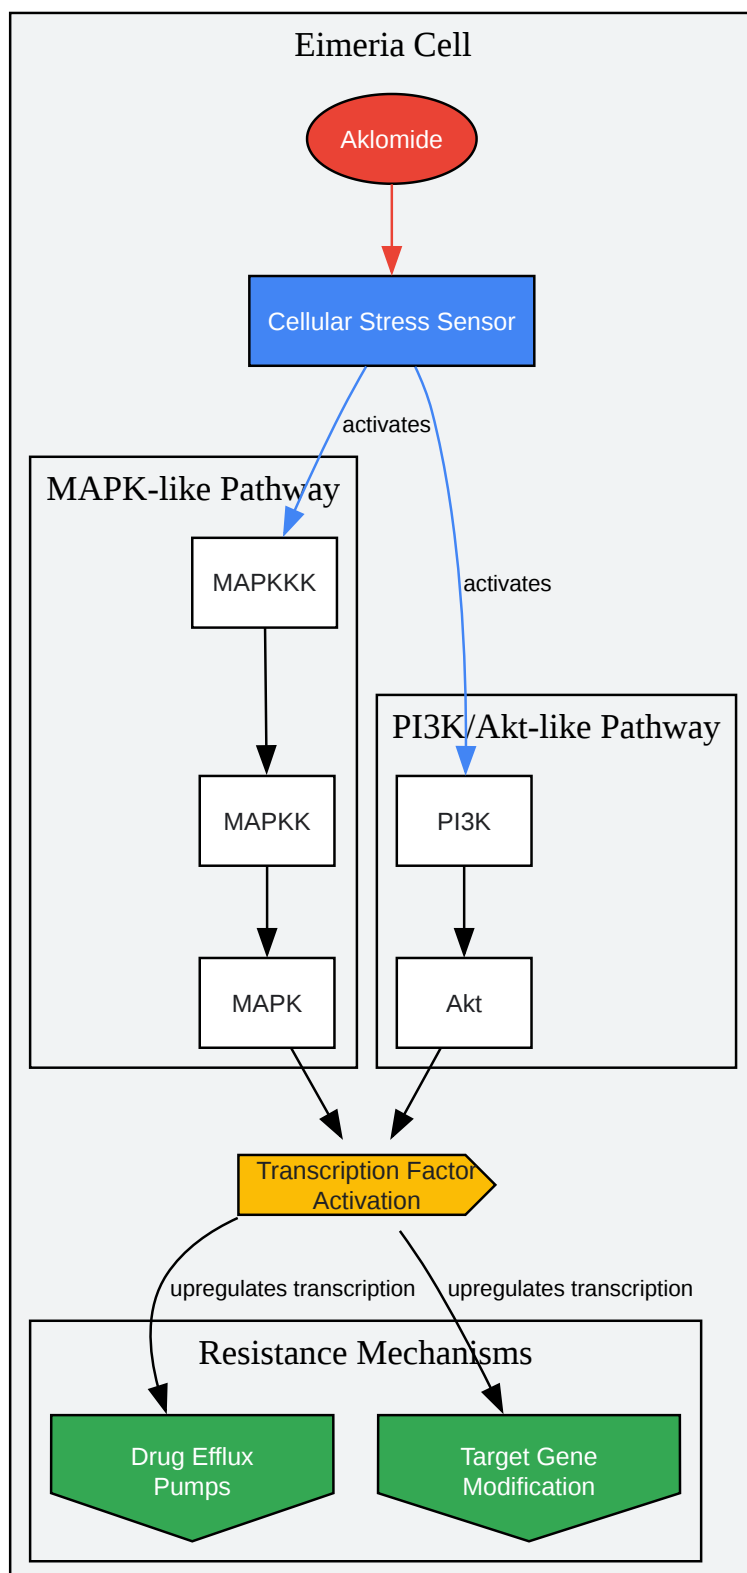 Eimeria Cell
Aklomide
Cellular Stress Sensor
activates
MAPK-like Pathway
MAPKKK
activates
PI3K/Akt-like Pathway
MAPKK
PI3K
MAPK
Akt
Transcription Factor
Activation
upregulates transcription
upregulates transcription
Resistance Mechanisms
Drug Efflux
Pumps
Target Gene
Modification